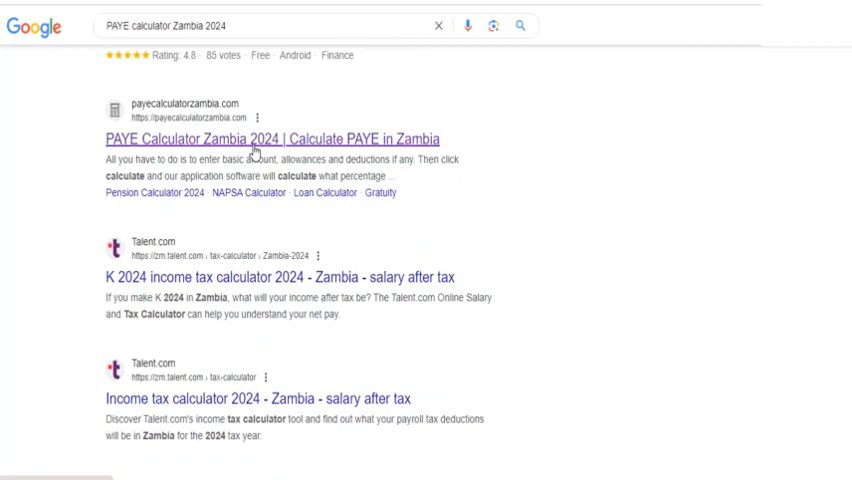 Google
PAYE calculator Zambia 2024
Rating: 4.8 · 85 votes · Free · Android · Finance
payecalculatorzambia.com
https://payecalculatorzambia.com
PAYE Calculator Zambia 2024 | Calculate PAYE in Zambia
All you have to do is to enter basic amount, allowances and deductions if any. Then click
calculate and our application software will calculate what percentage ...
Pension Calculator 2024 · NAPSA Calculator · Loan Calculator · Gratuity
Talent.com
https://zm.talent.com › tax-calculator › Zambia-2024
K 2024 income tax calculator 2024 - Zambia - salary after tax
If you make K 2024 in Zambia, what will your income after tax be? The Talent.com Online Salary
and Tax Calculator can help you understand your net pay.
Talent.com
https://zm.talent.com › tax-calculator
Income tax calculator 2024 - Zambia - salary after tax
Discover Talent.com's income tax calculator tool and find out what your payroll tax deductions
will be in Zambia for the 2024 tax year.